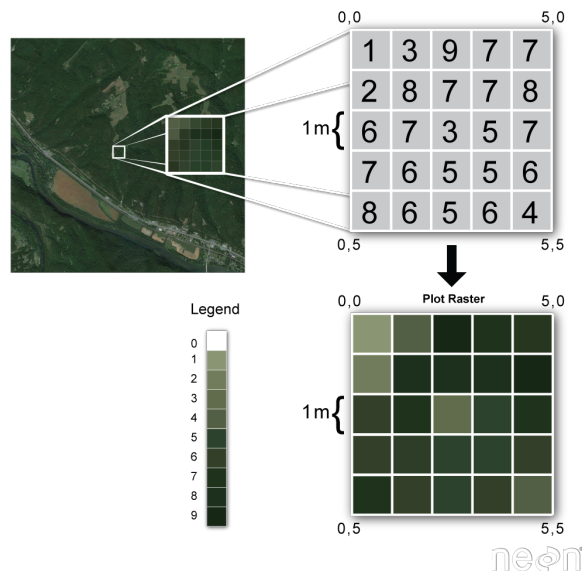 0,0 5,0
1 3 9 7 7
2 8 7 7 8
1m{ 6 7 3 5 7
7 6 5 5 6
8 6 5 6 4
0,5 5,5
Plot Raster
0,0 5,0
1m{
0,5 5,5
Legend
0
1
2
3
4
5
6
7
8
9
neon